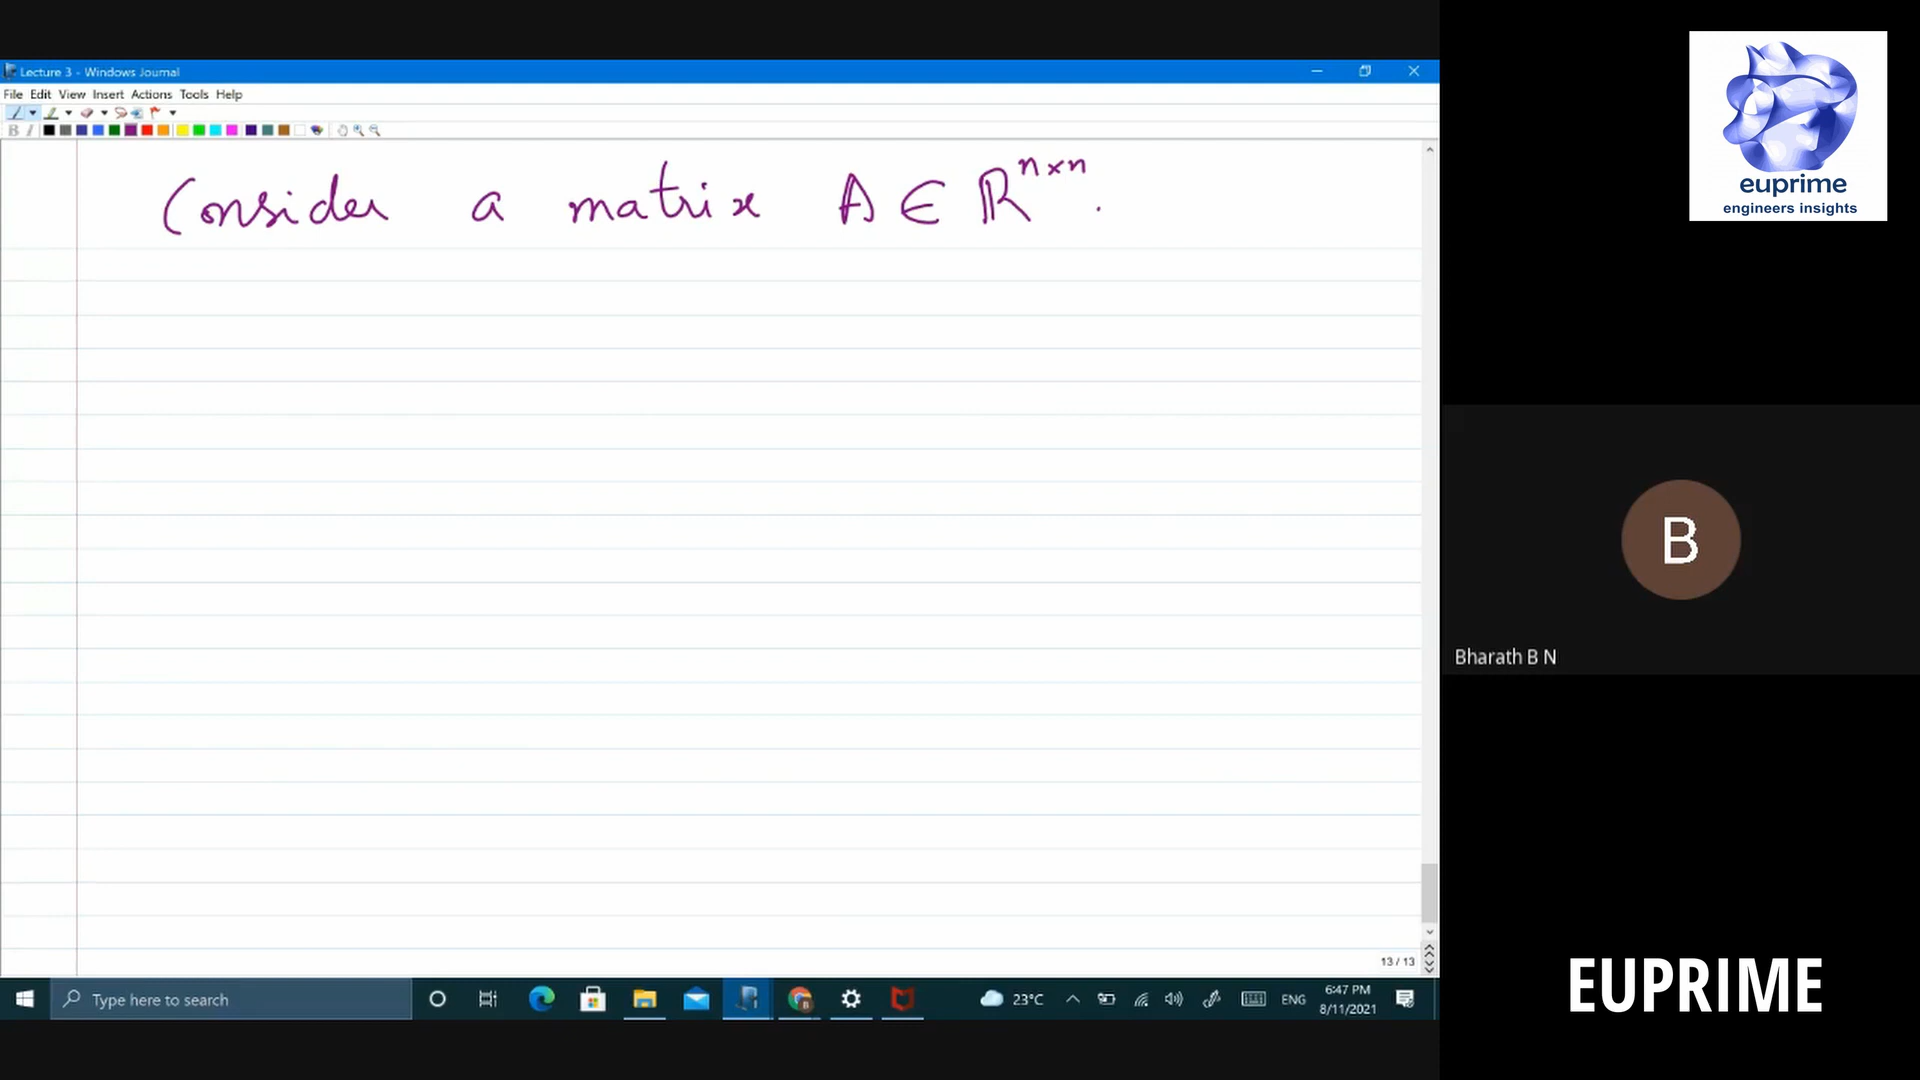 Lecture 3 - Windows Journal
File Edit View Insert Actions Tools Help
B I
Consider a matrix A ∈ ℝ^{n×n}.
13 / 13
Type here to search
23°C
ENG
6:47 PM
8/11/2021
euprime
engineers insights
B
Bharath B N
EUPRIME